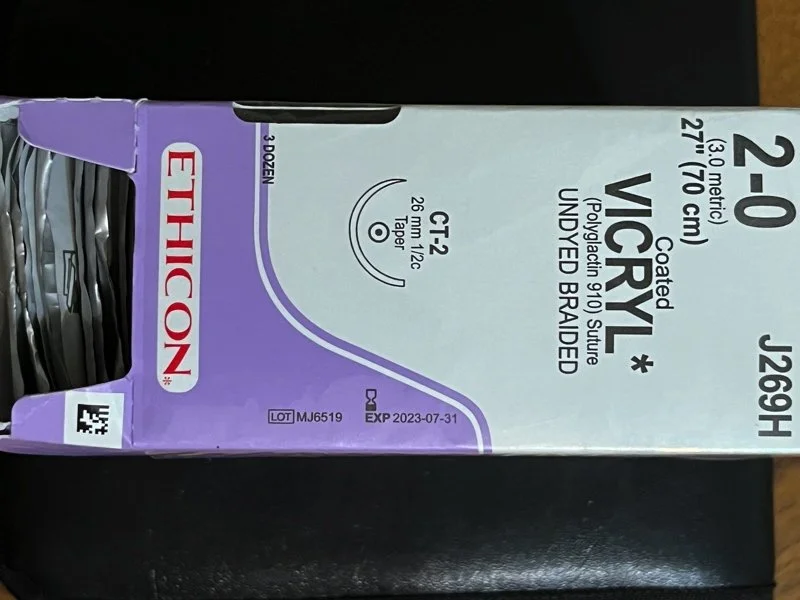 2-0
(3.0 metric)
27" (70 cm)
J269H
Coated
VICRYL*
(Polyglactin 910) Suture
UNDYED BRAIDED
CT-2
26 mm 1/2c
Taper
3 DOZEN
ETHICON*
LOT MJ6519
EXP 2023-07-31